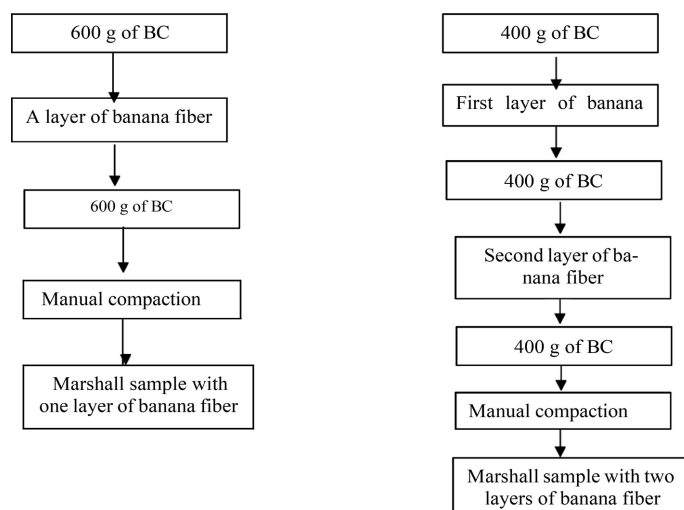 600 g of BC
A layer of banana fiber
600 g of BC
Manual compaction
Marshall sample with
one layer of banana fiber
400 g of BC
First layer of banana
400 g of BC
Second layer of ba-
nana fiber
400 g of BC
Manual compaction
Marshall sample with two
layers of banana fiber